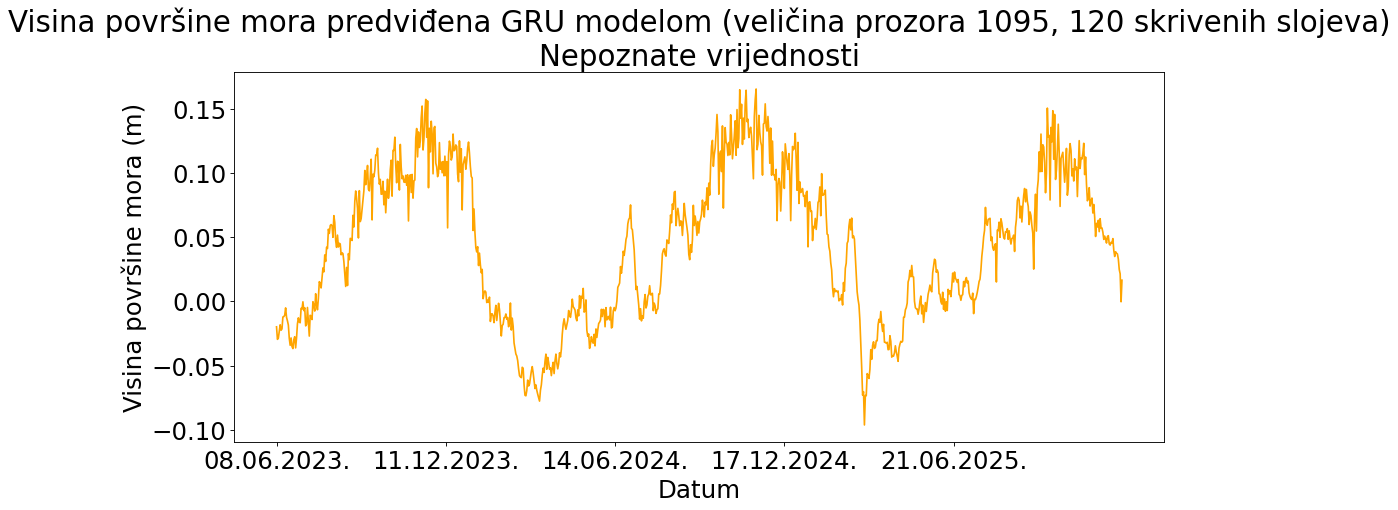 Visina površine mora predviđena GRU modelom (veličina prozora 1095, 120 skrivenih slojeva)
Nepoznate vrijednosti
Visina površine mora (m)
0.15
0.10
0.05
0.00
−0.05
−0.10
08.06.2023. 11.12.2023. 14.06.2024. 17.12.2024. 21.06.2025.
Datum